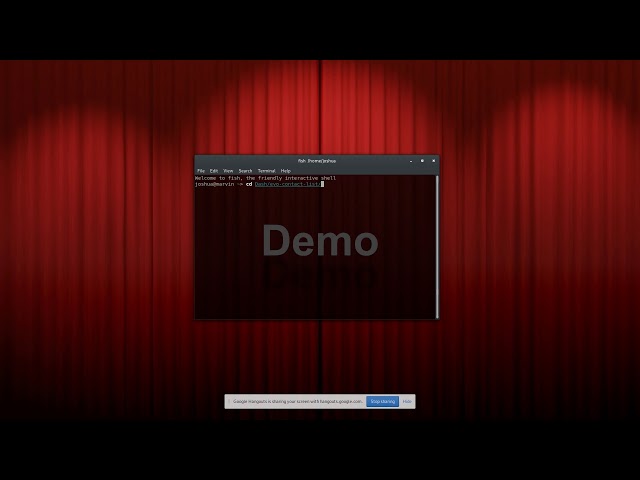 fish /home/joshua
File Edit View Search Terminal Help
Welcome to fish, the friendly interactive shell
joshua@marvin ~> cd Dash/evo-contact-list/
Demo
Google Hangouts is sharing your screen with hangouts.google.com.
Stop sharing
Hide